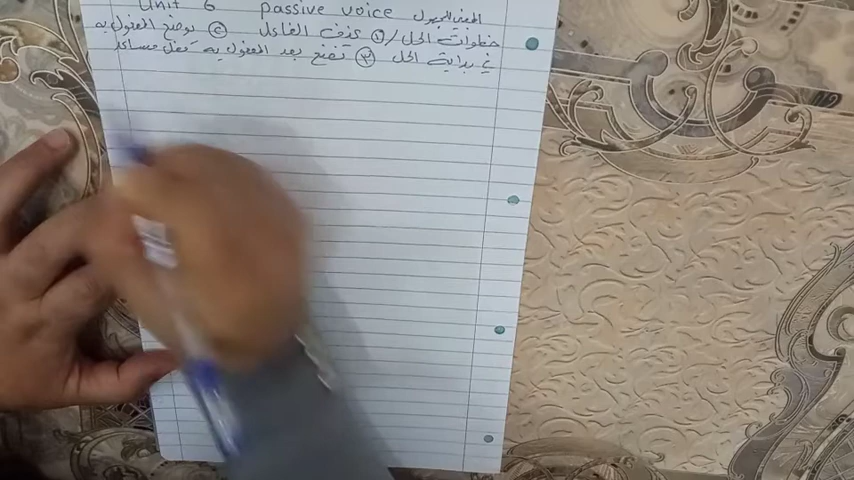 Unit 6 passive voice المبني للمجهول
خطوات الحل / ① حذف الفاعل ② يوضع المفعول به
في بداية الحل ③ نضع بعد المفعول به فعل مساعد